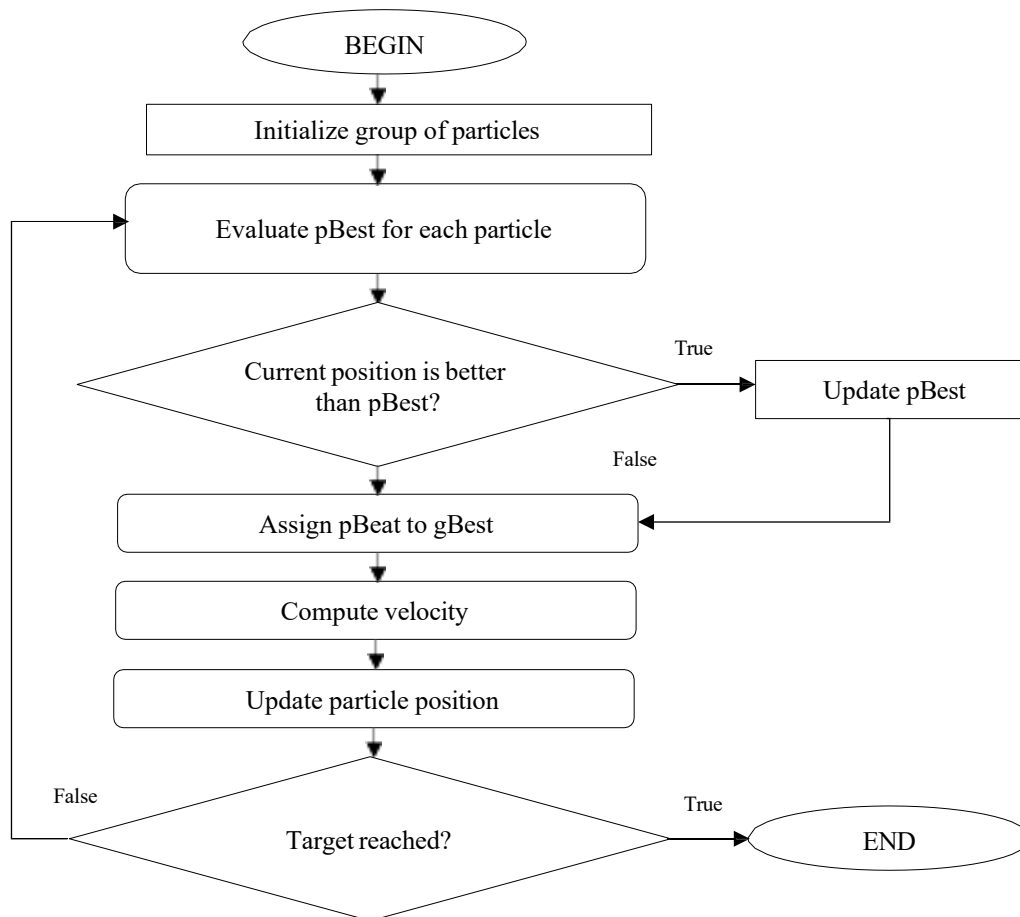 BEGIN
Initialize group of particles
Evaluate pBest for each particle
True
Current position is better
than pBest?
Update pBest
False
Assign pBeat to gBest
Compute velocity
Update particle position
False
True
Target reached?
END